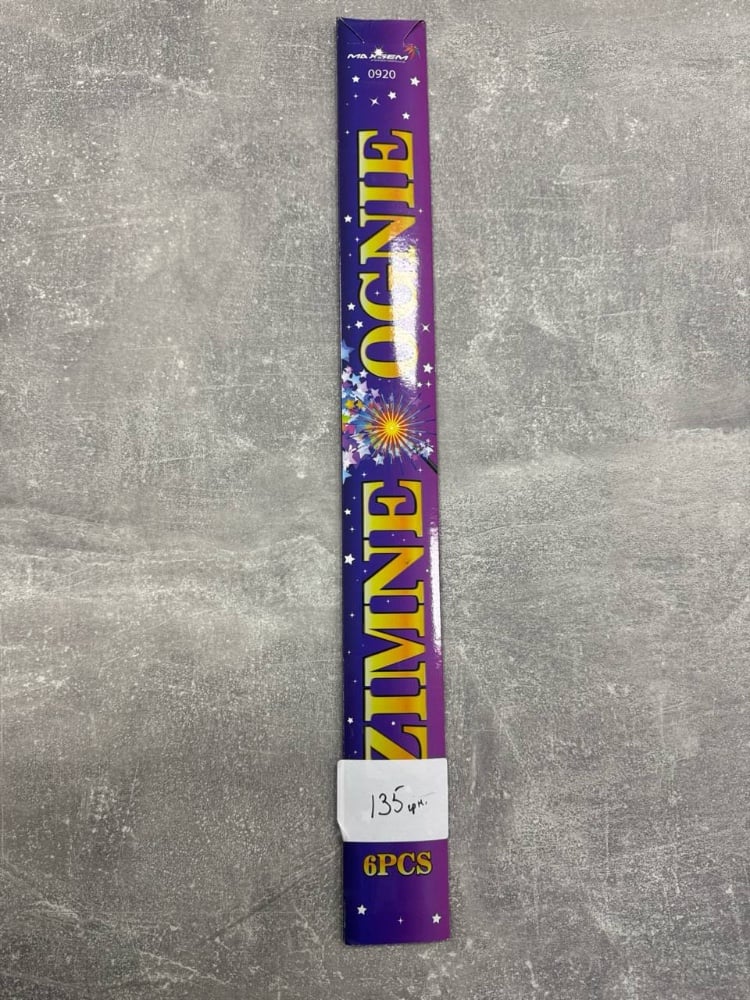 MAXSEM
0920
ZIMNE OGNIE
135 грн.
6PCS